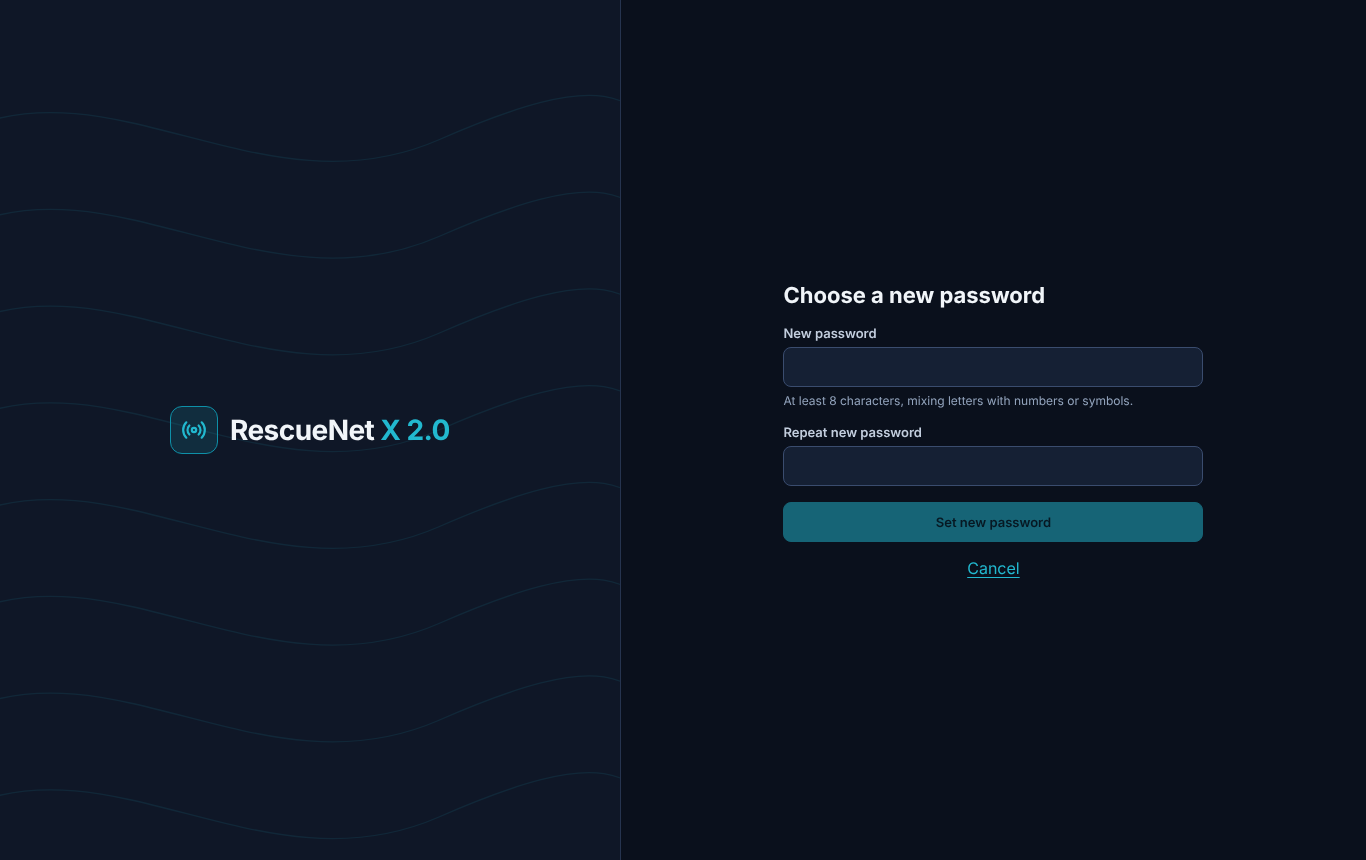 RescueNet X 2.0
Choose a new password
New password
At least 8 characters, mixing letters with numbers or symbols.
Repeat new password
Set new password
Cancel